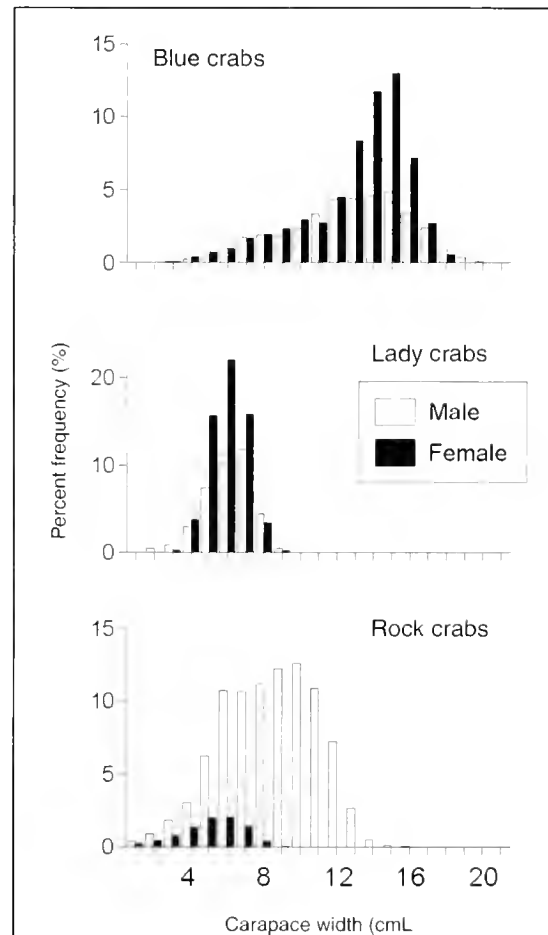 Blue crabs
15
10
5
0
Lady crabs
Male
Female
20
10
0
Percent frequency (%)
Rock crabs
15
10
5
0
4 8 12 16 20
Carapace width (cmL